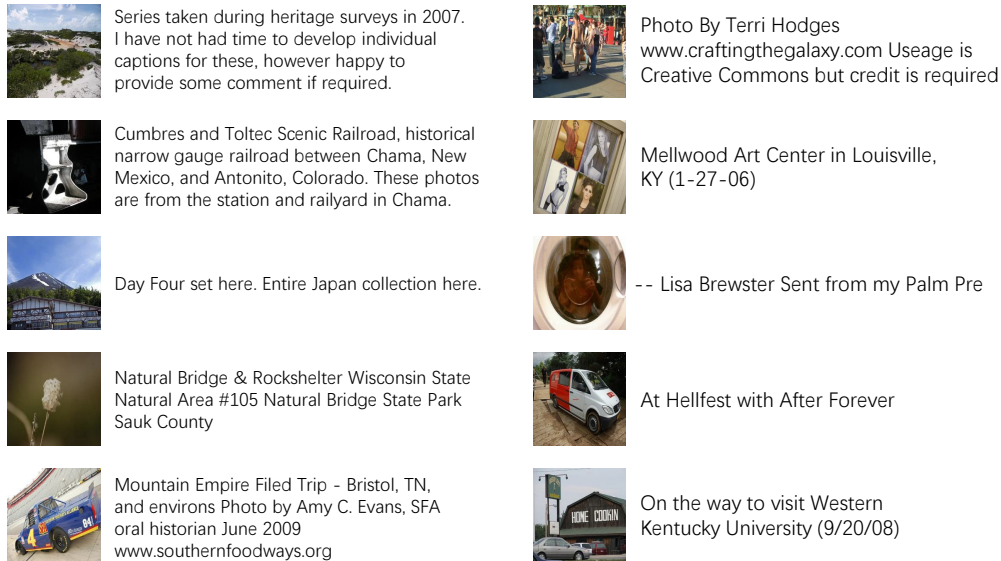 Series taken during heritage surveys in 2007.
I have not had time to develop individual
captions for these, however happy to
provide some comment if required.
Cumbres and Toltec Scenic Railroad, historical
narrow gauge railroad between Chama, New
Mexico, and Antonito, Colorado. These photos
are from the station and railyard in Chama.
Day Four set here. Entire Japan collection here.
Natural Bridge & Rockshelter Wisconsin State
Natural Area #105 Natural Bridge State Park
Sauk County
4
84
Mountain Empire Filed Trip - Bristol, TN,
and environs Photo by Amy C. Evans, SFA
oral historian June 2009
www.southernfoodways.org
Photo By Terri Hodges
www.craftingthegalaxy.com Useage is
Creative Commons but credit is required
Mellwood Art Center in Louisville,
KY (1-27-06)
-- Lisa Brewster Sent from my Palm Pre
At Hellfest with After Forever
HOME COOKIN
On the way to visit Western
Kentucky University (9/20/08)